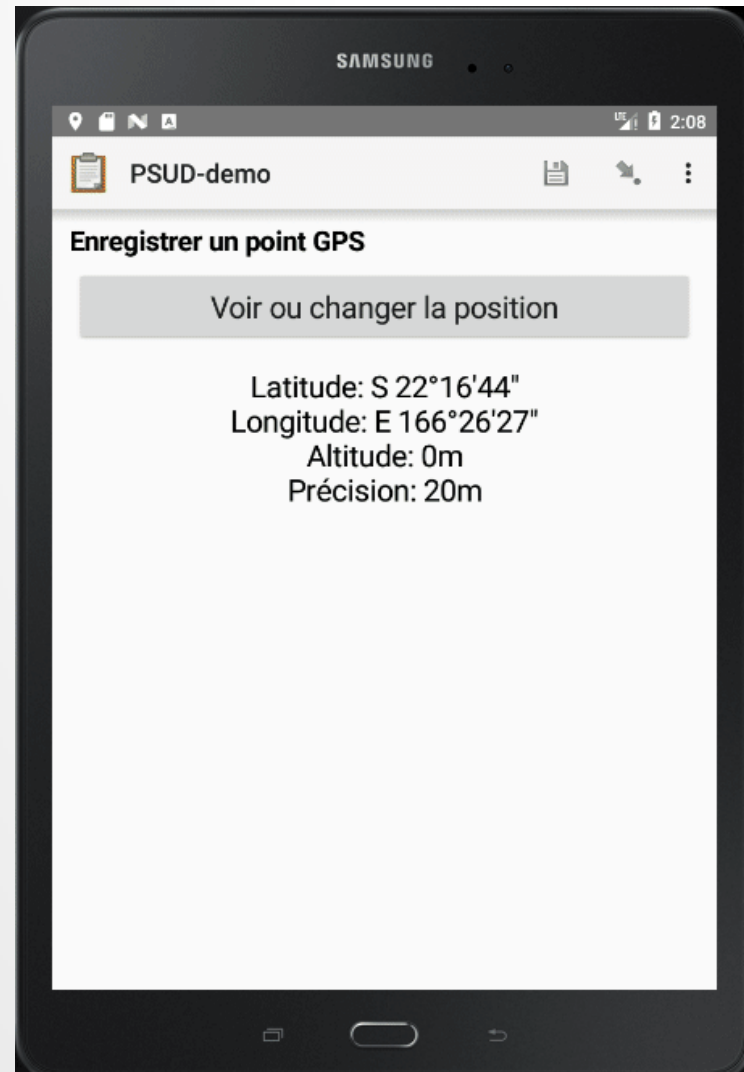 SAMSUNG
LTE 2:08
PSUD-demo
Enregistrer un point GPS
Voir ou changer la position
Latitude: S 22°16'44"
Longitude: E 166°26'27"
Altitude: 0m
Précision: 20m